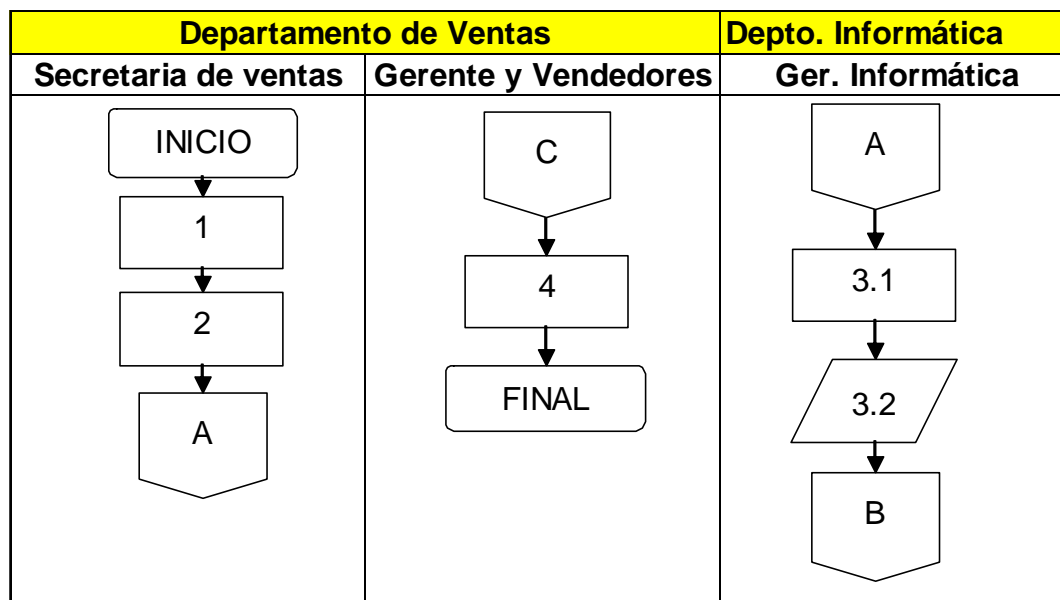 Departamento de Ventas
Depto. Informática
Secretaria de ventas
Gerente y Vendedores
Ger. Informática
INICIO
1
2
A
C
4
FINAL
A
3.1
3.2
B